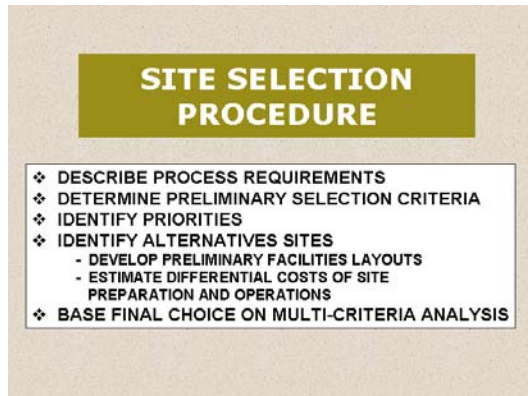 SITE SELECTION
PROCEDURE
❖ DESCRIBE PROCESS REQUIREMENTS
❖ DETERMINE PRELIMINARY SELECTION CRITERIA
❖ IDENTIFY PRIORITIES
❖ IDENTIFY ALTERNATIVES SITES
- DEVELOP PRELIMINARY FACILITIES LAYOUTS
- ESTIMATE DIFFERENTIAL COSTS OF SITE
PREPARATION AND OPERATIONS
❖ BASE FINAL CHOICE ON MULTI-CRITERIA ANALYSIS